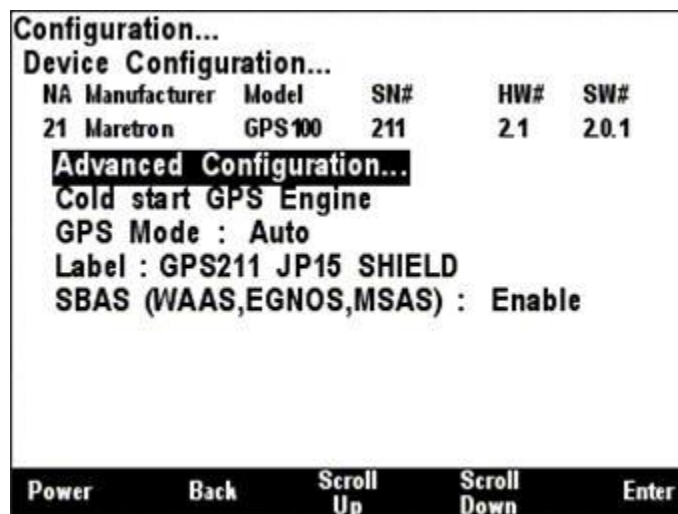 Configuration...
Device Configuration...
NA Manufacturer Model SN# HW# SW#
21 Maretron GPS100 211 2.1 2.0.1
Advanced Configuration...
Cold start GPS Engine
GPS Mode : Auto
Label : GPS211 JP15 SHIELD
SBAS (WAAS,EGNOS,MSAS) : Enable
Power Back Scroll Up Scroll Down Enter